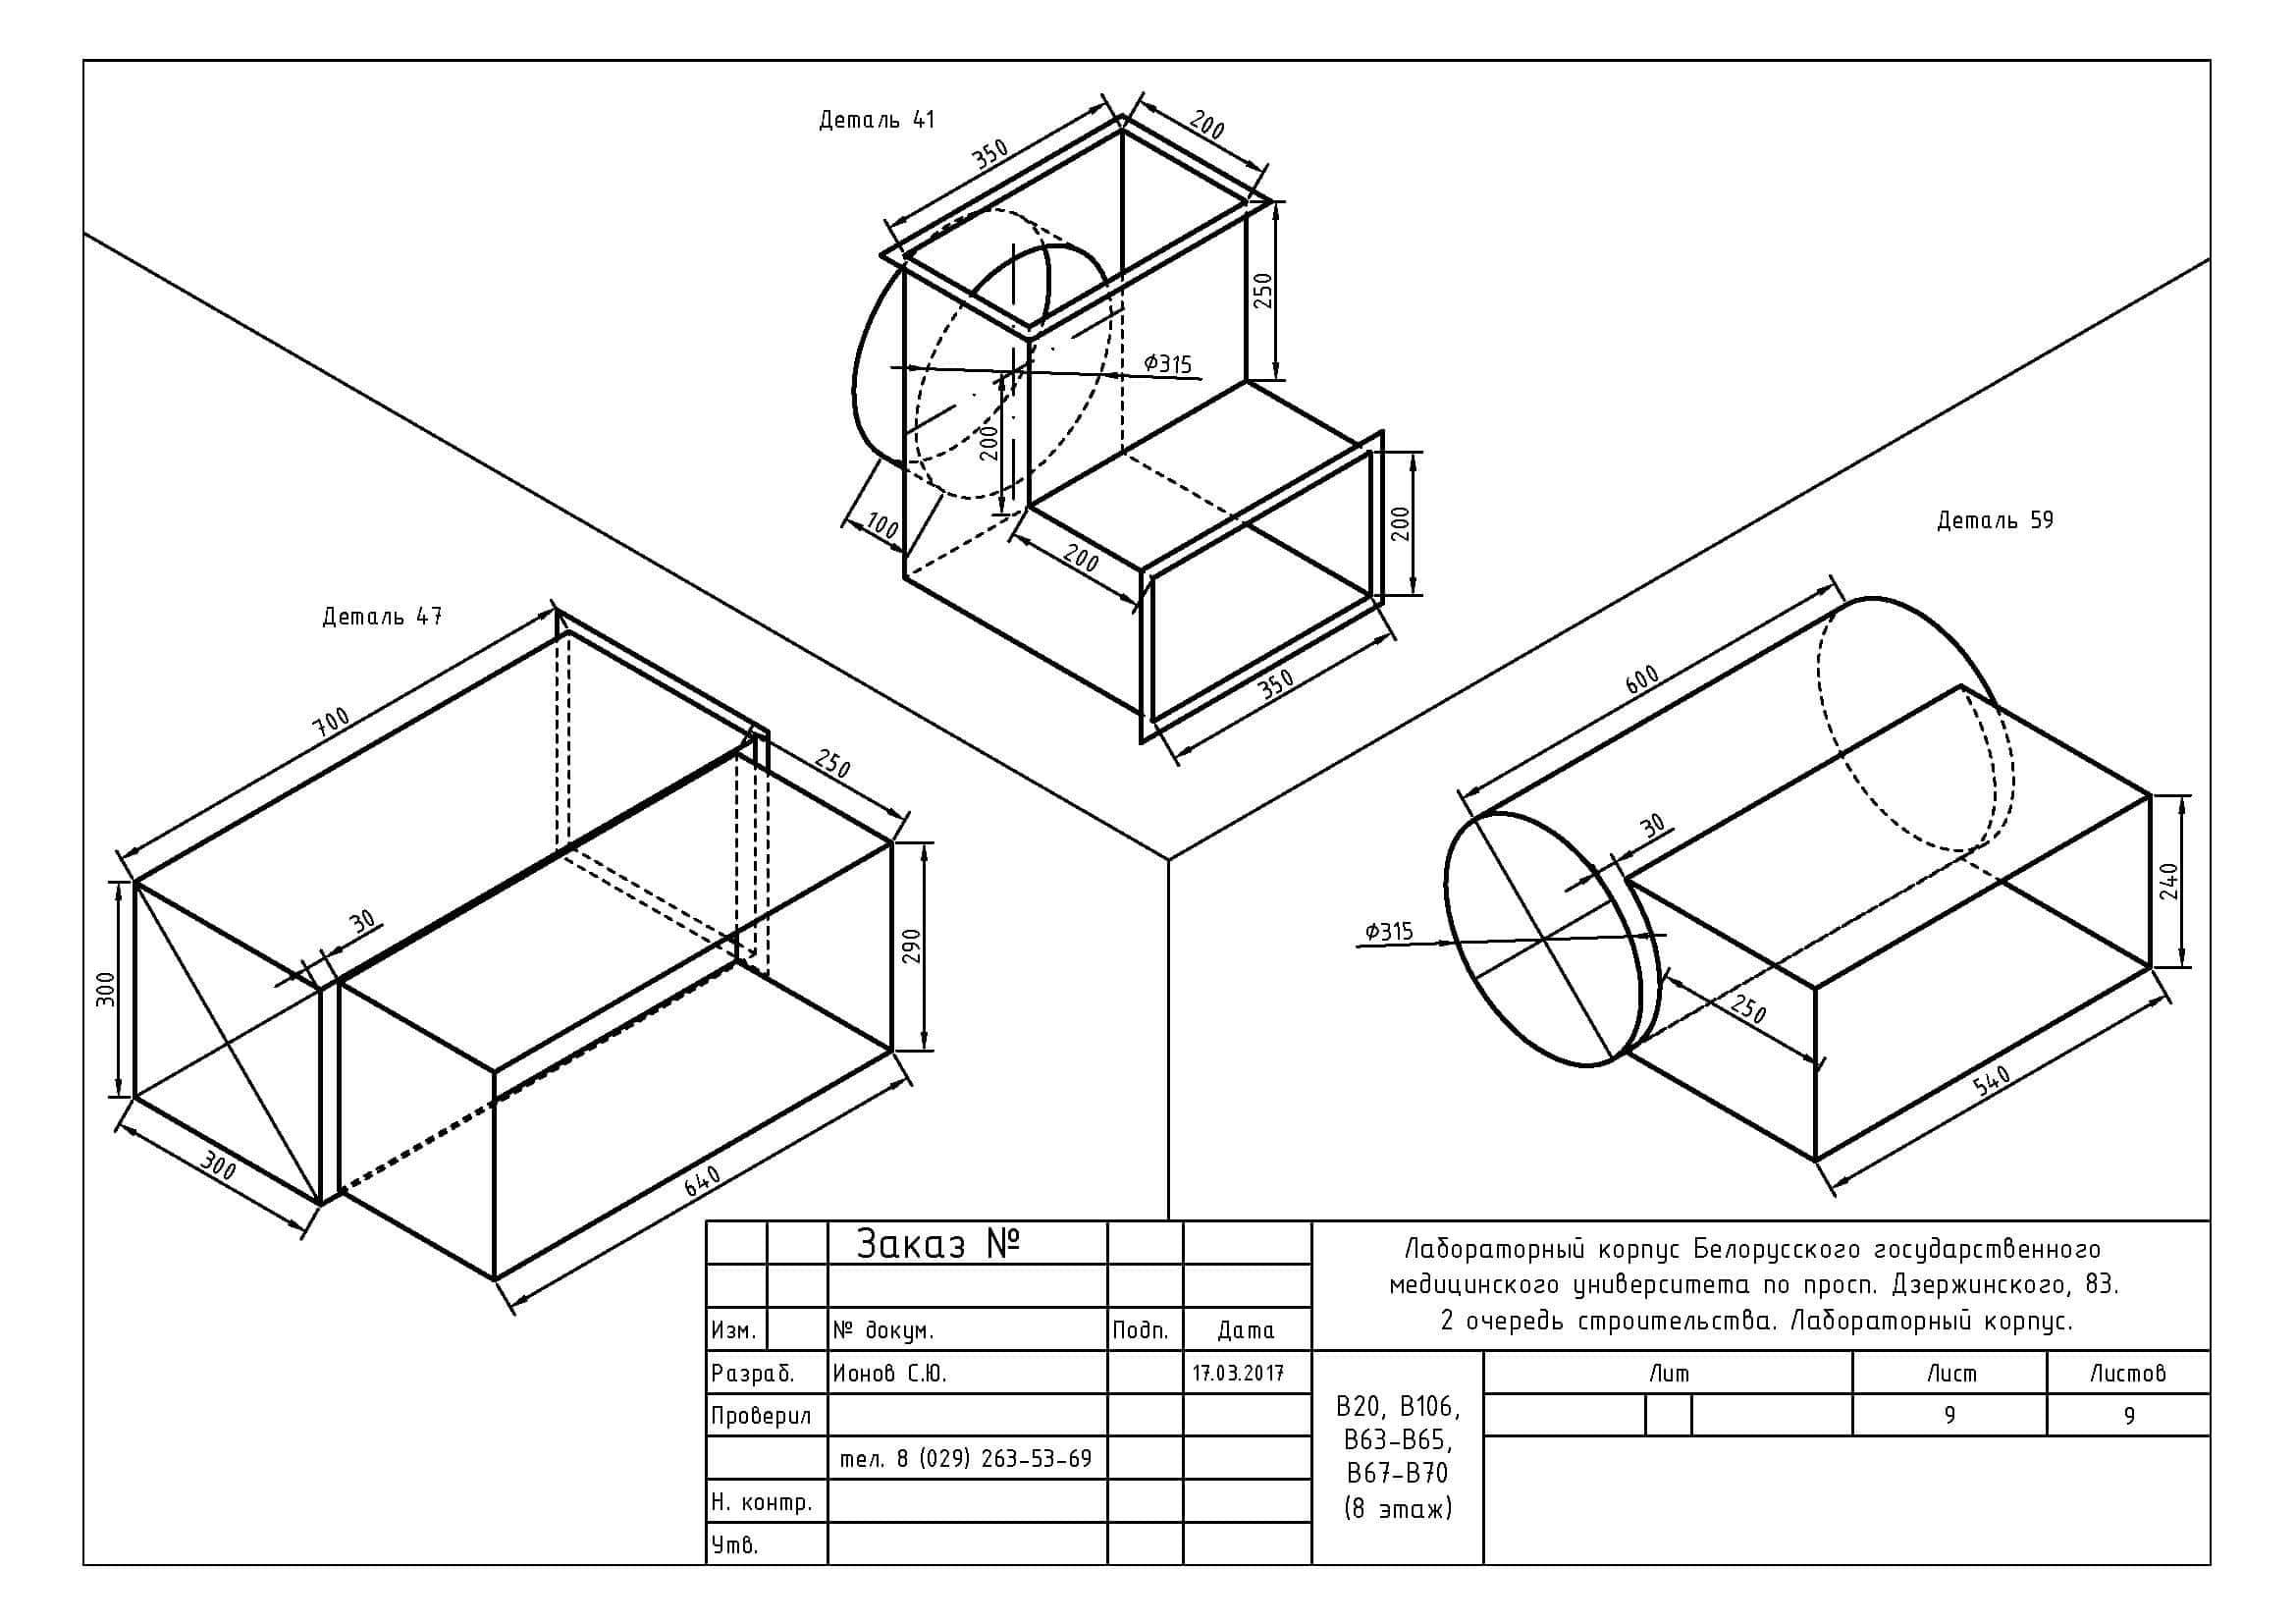 Деталь 41
350
200
250
Ф315
200
100
200
200
350
Деталь 47
700
250
30
300
290
300
640
Деталь 59
600
30
Ф315
240
250
540
Заказ №
Изм.
№ докум.
Подп.
Дата
Разраб.
Ионов С.Ю.
17.03.2017
Проверил
тел. 8 (029) 263-53-69
Н. контр.
Утв.
Лабораторный корпус Белорусского государственного
медицинского университета по просп. Дзержинского, 83.
2 очередь строительства. Лабораторный корпус.
В20, В106,
В63-В65,
В67-В70
(8 этаж)
Лит
Лист
Листов
9
9